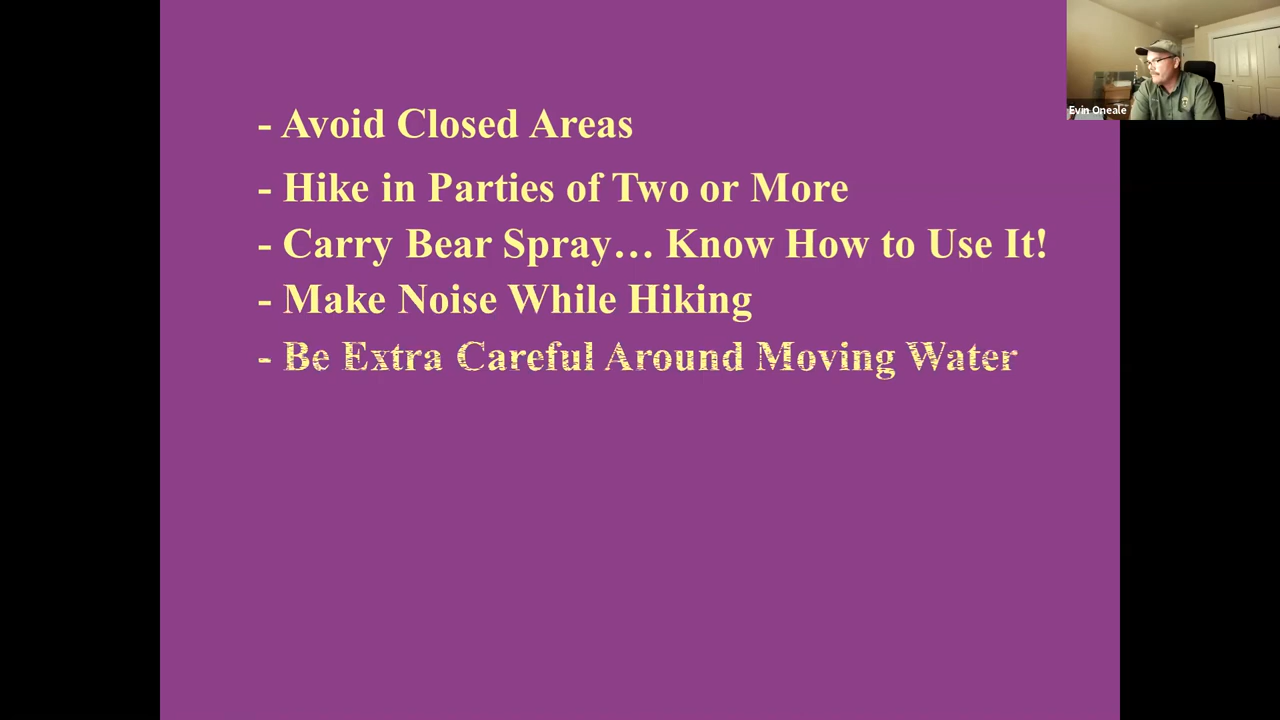 - Avoid Closed Areas
- Hike in Parties of Two or More
- Carry Bear Spray… Know How to Use It!
- Make Noise While Hiking
- Be Extra Careful Around Moving Water
Evin Oneale